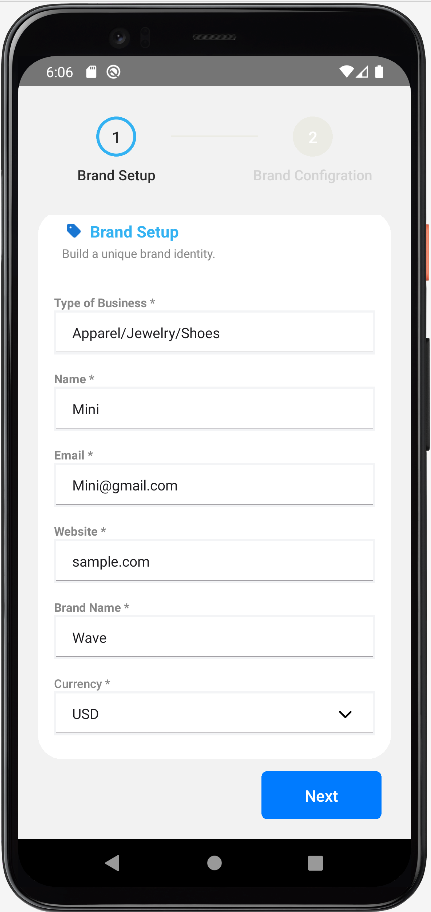 6:06
1
2
Brand Setup
Brand Configration
Brand Setup
Build a unique brand identity.
Type of Business *
Apparel/Jewelry/Shoes
Name *
Mini
Email *
Mini@gmail.com
Website *
sample.com
Brand Name *
Wave
Currency *
USD
Next